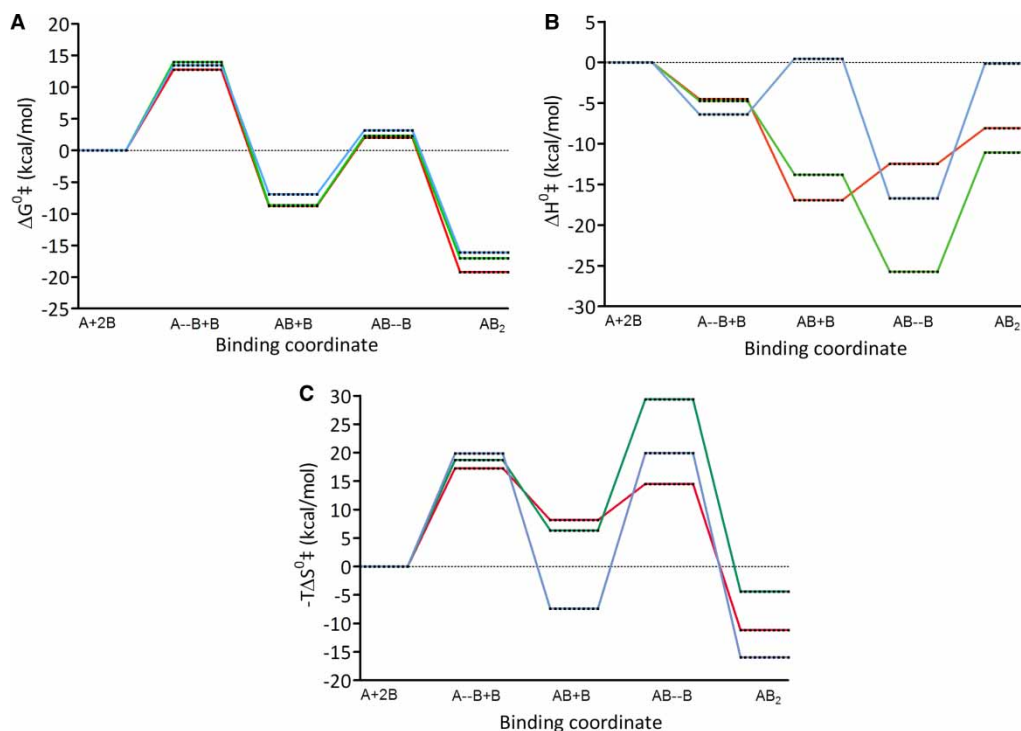 A
20
15
10
5
0
-5
-10
-15
-20
-25
ΔG⁰‡ (kcal/mol)
A+2B A--B+B AB+B AB--B AB₂
Binding coordinate
B
5
0
-5
-10
-15
-20
-25
-30
ΔH⁰‡ (kcal/mol)
A+2B A--B+B AB+B AB--B AB₂
Binding coordinate
C
30
25
20
15
10
5
0
-5
-10
-15
-20
-TΔS⁰‡ (kcal/mol)
A+2B A--B+B AB+B AB--B AB₂
Binding coordinate